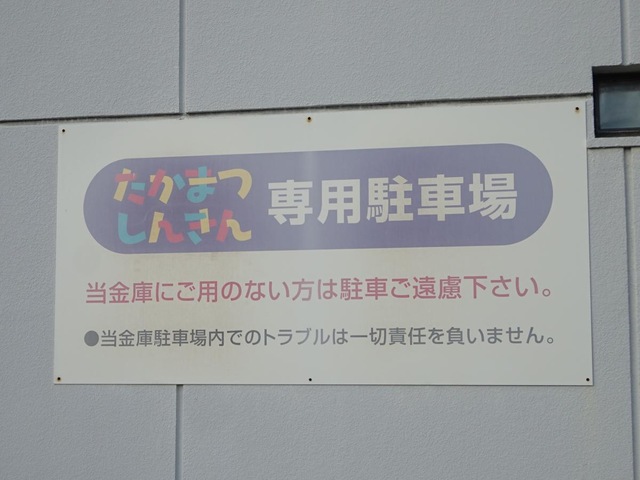 たかまつ
しんきん
専用駐車場
当金庫にご用のない方は駐車ご遠慮下さい。
●当金庫駐車場内でのトラブルは一切責任を負いません。